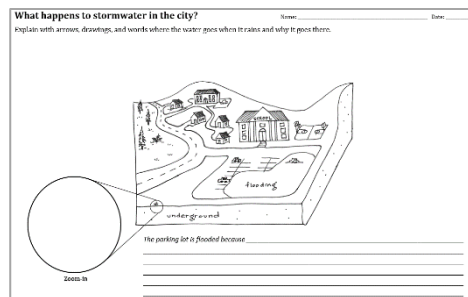 What happens to stormwater in the city? Name: Date:
Explain with arrows, drawings, and words where the water goes when it rains and why it goes there.
SCHOOL
flooding
underground
The parking lot is flooded because
Zoom-in